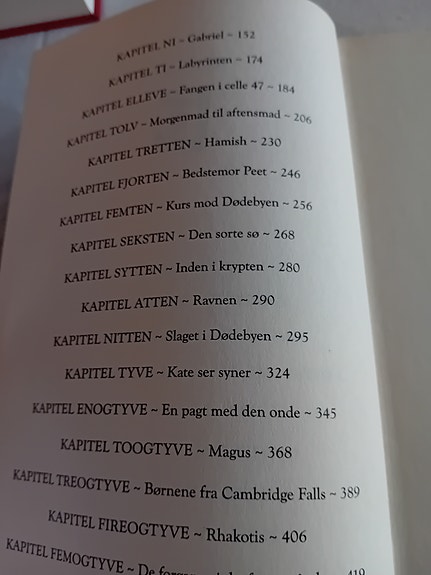 KAPITEL NI ~ Gabriel ~ 152
KAPITEL TI ~ Labyrinten ~ 174
KAPITEL ELLEVE ~ Fangen i celle 47 ~ 184
KAPITEL TOLV ~ Morgenmad til aftensmad ~ 206
KAPITEL TRETTEN ~ Hamish ~ 230
KAPITEL FJORTEN ~ Bedstemor Peet ~ 246
KAPITEL FEMTEN ~ Kurs mod Dødebyen ~ 256
KAPITEL SEKSTEN ~ Den sorte sø ~ 268
KAPITEL SYTTEN ~ Inden i krypten ~ 280
KAPITEL ATTEN ~ Ravnen ~ 290
KAPITEL NITTEN ~ Slaget i Dødebyen ~ 295
KAPITEL TYVE ~ Kate ser syner ~ 324
KAPITEL ENOGTYVE ~ En pagt med den onde ~ 345
KAPITEL TOOGTYVE ~ Magus ~ 368
KAPITEL TREOGTYVE ~ Børnene fra Cambridge Falls ~ 389
KAPITEL FIREOGTYVE ~ Rhakotis ~ 406
KAPITEL FEMOGTYVE ~ De